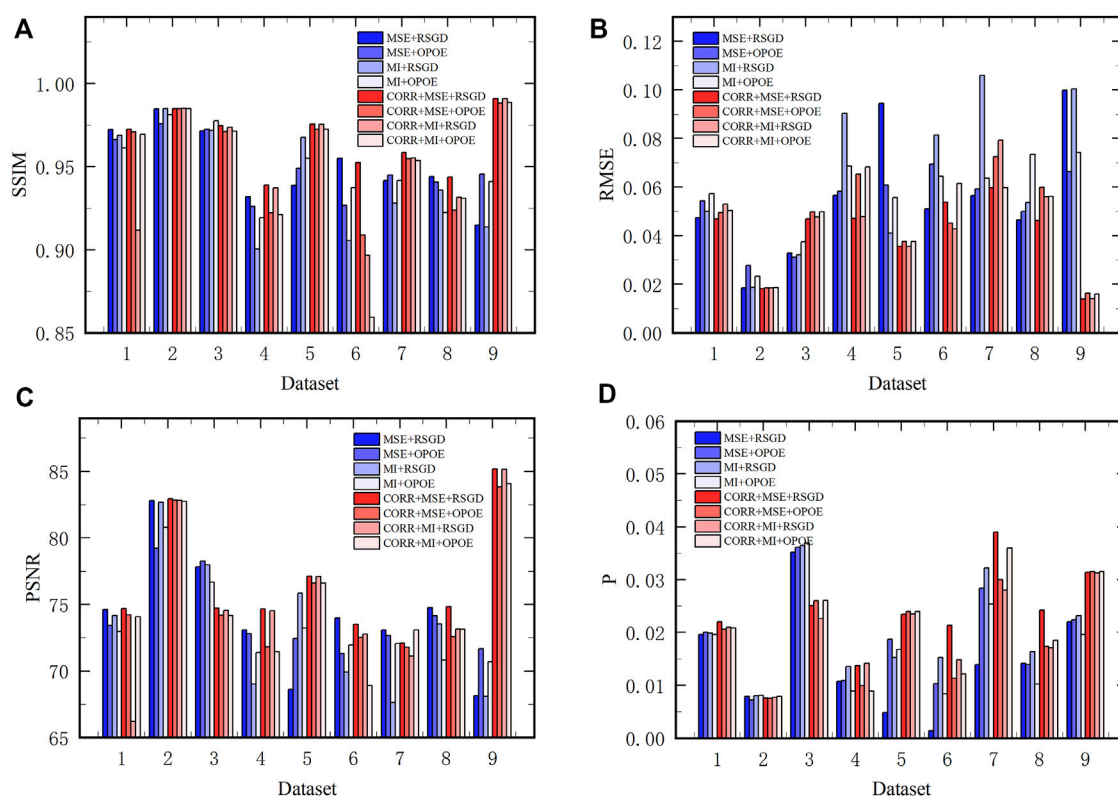 A
MSE+RSGD
MSE+OPOE
MI+RSGD
MI+OPOE
CORR+MSE+RSGD
CORR+MSE+OPOE
CORR+MI+RSGD
CORR+MI+OPOE
SSIM
1.00
0.95
0.90
0.85
1 2 3 4 5 6 7 8 9
Dataset
B
MSE+RSGD
MSE+OPOE
MI+RSGD
MI+OPOE
CORR+MSE+RSGD
CORR+MSE+OPOE
CORR+MI+RSGD
CORR+MI+OPOE
RMSE
0.12
0.10
0.08
0.06
0.04
0.02
0.00
1 2 3 4 5 6 7 8 9
Dataset
C
MSE+RSGD
MSE+OPOE
MI+RSGD
MI+OPOE
CORR+MSE+RSGD
CORR+MSE+OPOE
CORR+MI+RSGD
CORR+MI+OPOE
PSNR
85
80
75
70
65
1 2 3 4 5 6 7 8 9
Dataset
D
MSE+RSGD
MSE+OPOE
MI+RSGD
MI+OPOE
CORR+MSE+RSGD
CORR+MSE+OPOE
CORR+MI+RSGD
CORR+MI+OPOE
P
0.06
0.05
0.04
0.03
0.02
0.01
0.00
1 2 3 4 5 6 7 8 9
Dataset